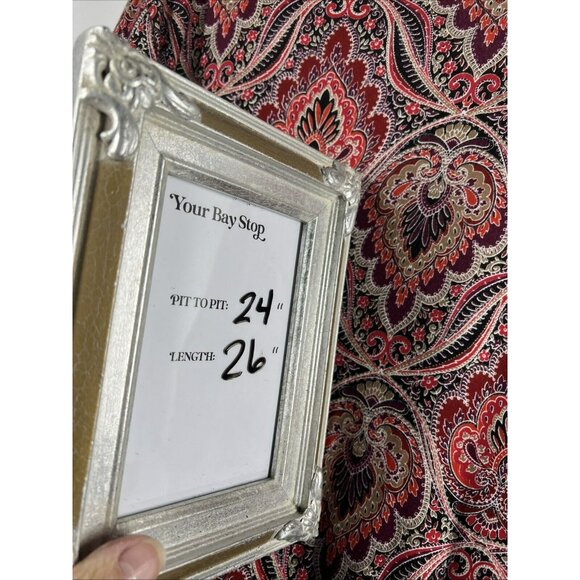 Your Bay Stop
PIT TO PIT: 24"
LENGTH: 26"